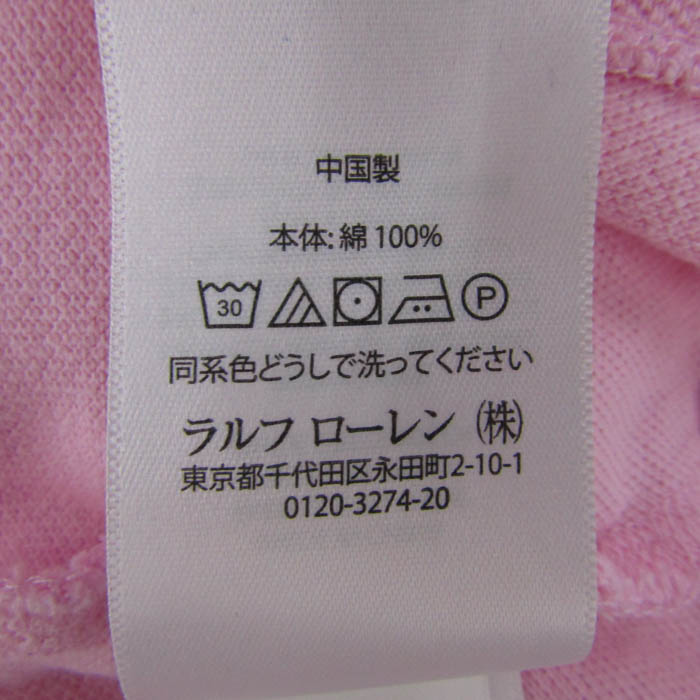 中国製
本体: 綿 100%
30 P
同系色どうしで洗ってください
ラルフ ローレン (株)
東京都千代田区永田町2-10-1
0120-3274-20